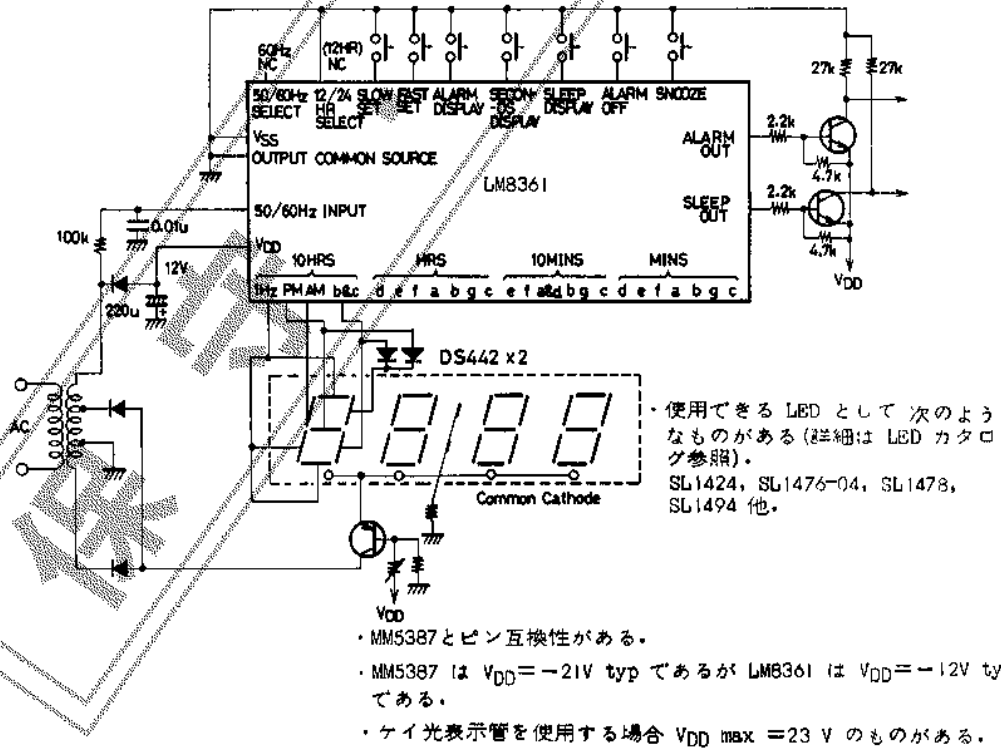 60Hz
NC
(12HR)
NC
50/60Hz
SELECT
12/24
HR
SELECT
SLOW
SET
FAST
SET
ALARM
DISPLAY
SECON-
-DS
DISPLAY
SLEEP
DISPLAY
ALARM
OFF
SNOOZE
27k
27k
VSS
OUTPUT COMMON SOURCE
LM8361
ALARM
OUT
2.2k
4.7k
SLEEP
OUT
2.2k
4.7k
VDD
50/60Hz INPUT
100k
0.01u
VDD
12V
220u
10HRS
HRS
10MINS
MINS
1Hz PM AM b&c d e f a b g c e f a&d b g c d e f a b g c
DS442 ×2
AC
Common Cathode
VDD
・使用できる LED として 次のよう
なものがある(詳細は LED カタロ
グ参照).
SL1424, SL1476-04, SL1478,
SL1494 他.
・MM5387とピン互換性がある.
・MM5387 は VDD=-21V typ であるが LM8361 は VDD=-12V ty
である.
・ケイ光表示管を使用する場合 VDD max =23 V のものがある.
保